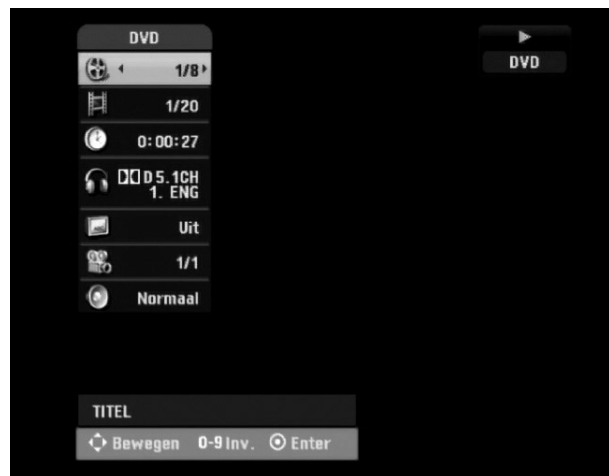 DVD
1/8
1/20
0:00:27
D 5.1CH
1. ENG
Uit
1/1
Normaal
DVD
TITEL
Bewegen 0-9 Inv. Enter